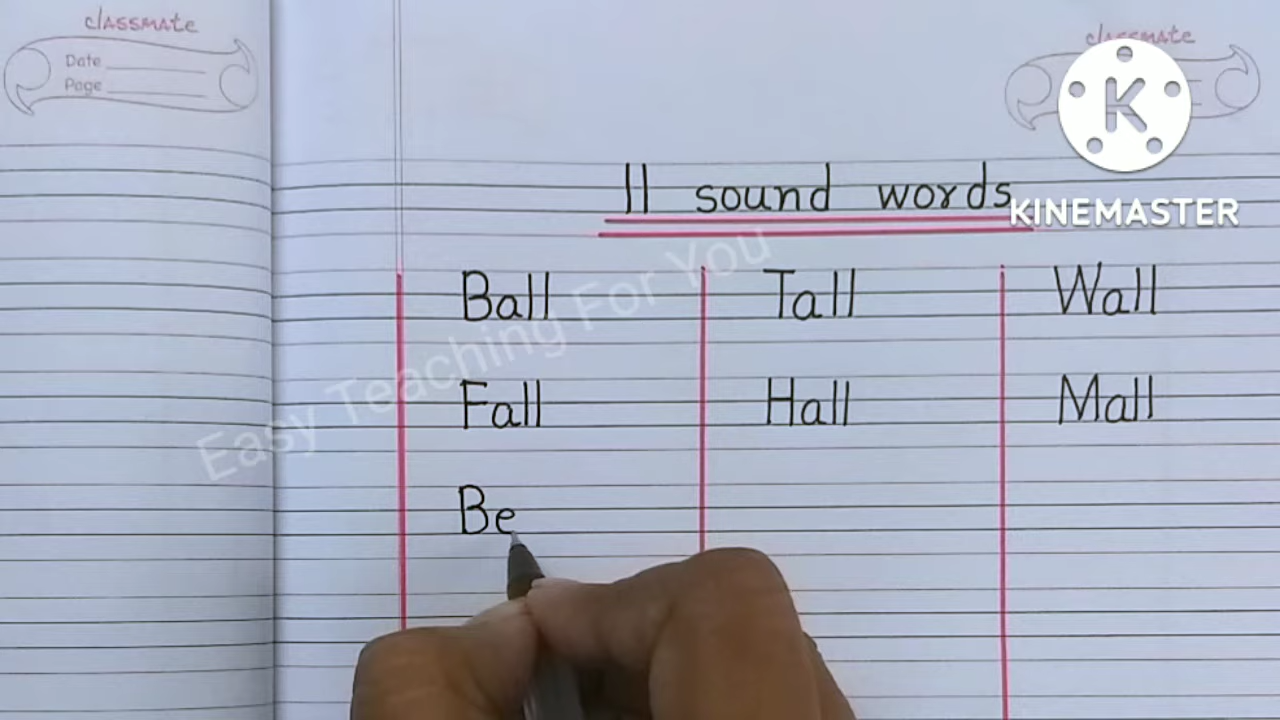 classmate
Date
Page
classmate
KINEMASTER
ll sound words
Ball Tall Wall
Fall Hall Mall
Be
Easy Teaching For You